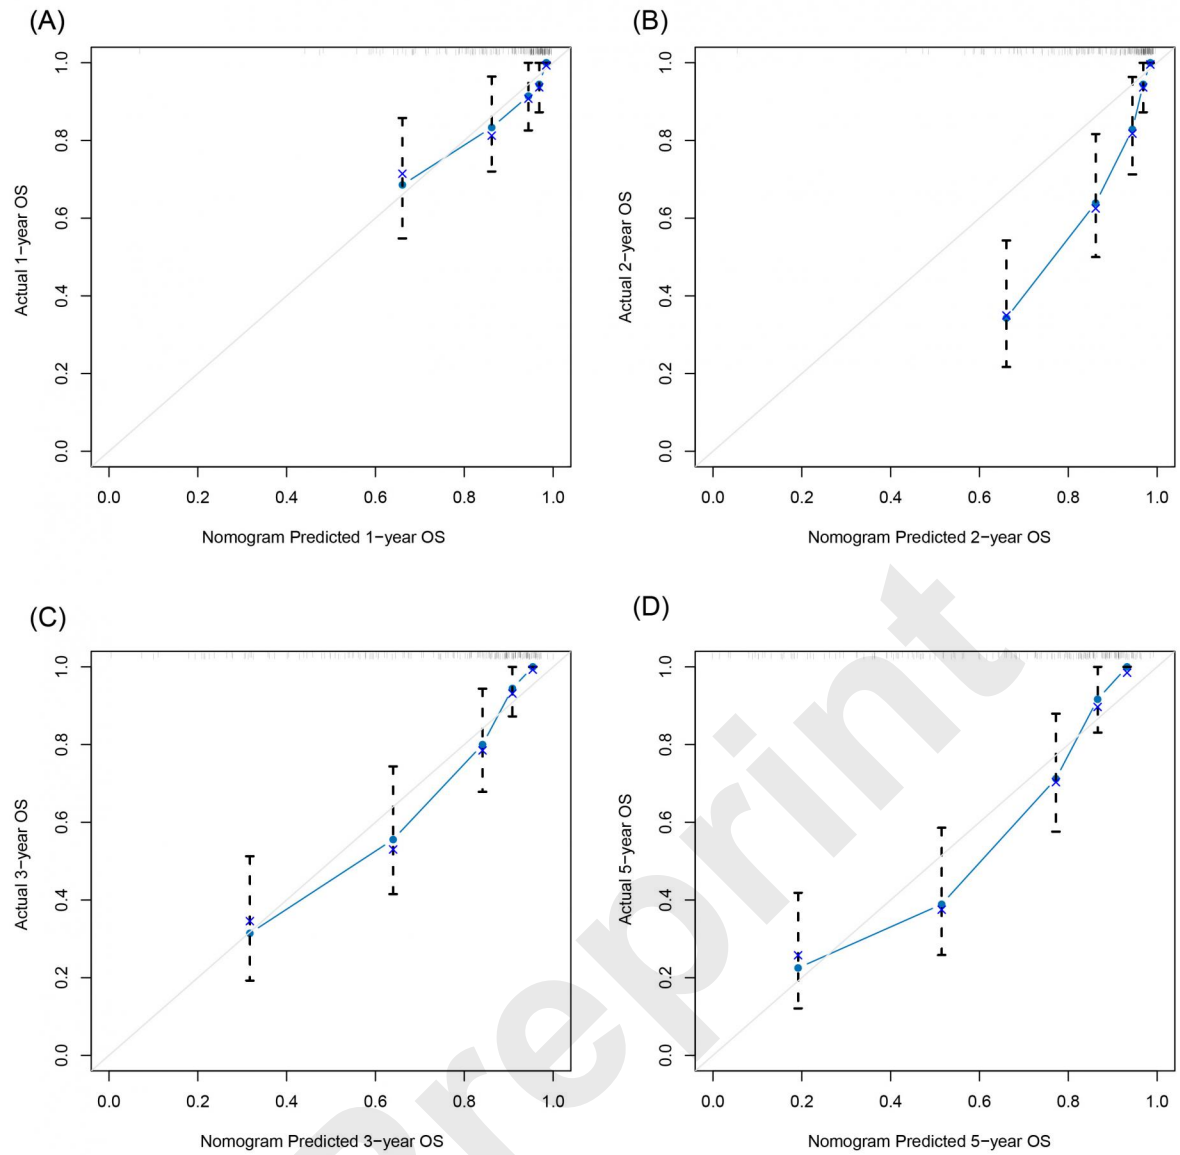 (A)
(B)
Actual 1−year OS
0.0 0.2 0.4 0.6 0.8 1.0
0.0 0.2 0.4 0.6 0.8 1.0
Nomogram Predicted 1−year OS
Actual 2−year OS
0.0 0.2 0.4 0.6 0.8 1.0
0.0 0.2 0.4 0.6 0.8 1.0
Nomogram Predicted 2−year OS
(C)
(D)
Actual 3−year OS
0.0 0.2 0.4 0.6 0.8 1.0
0.0 0.2 0.4 0.6 0.8 1.0
Nomogram Predicted 3−year OS
Actual 5−year OS
0.0 0.2 0.4 0.6 0.8 1.0
0.0 0.2 0.4 0.6 0.8 1.0
Nomogram Predicted 5−year OS
Preprint